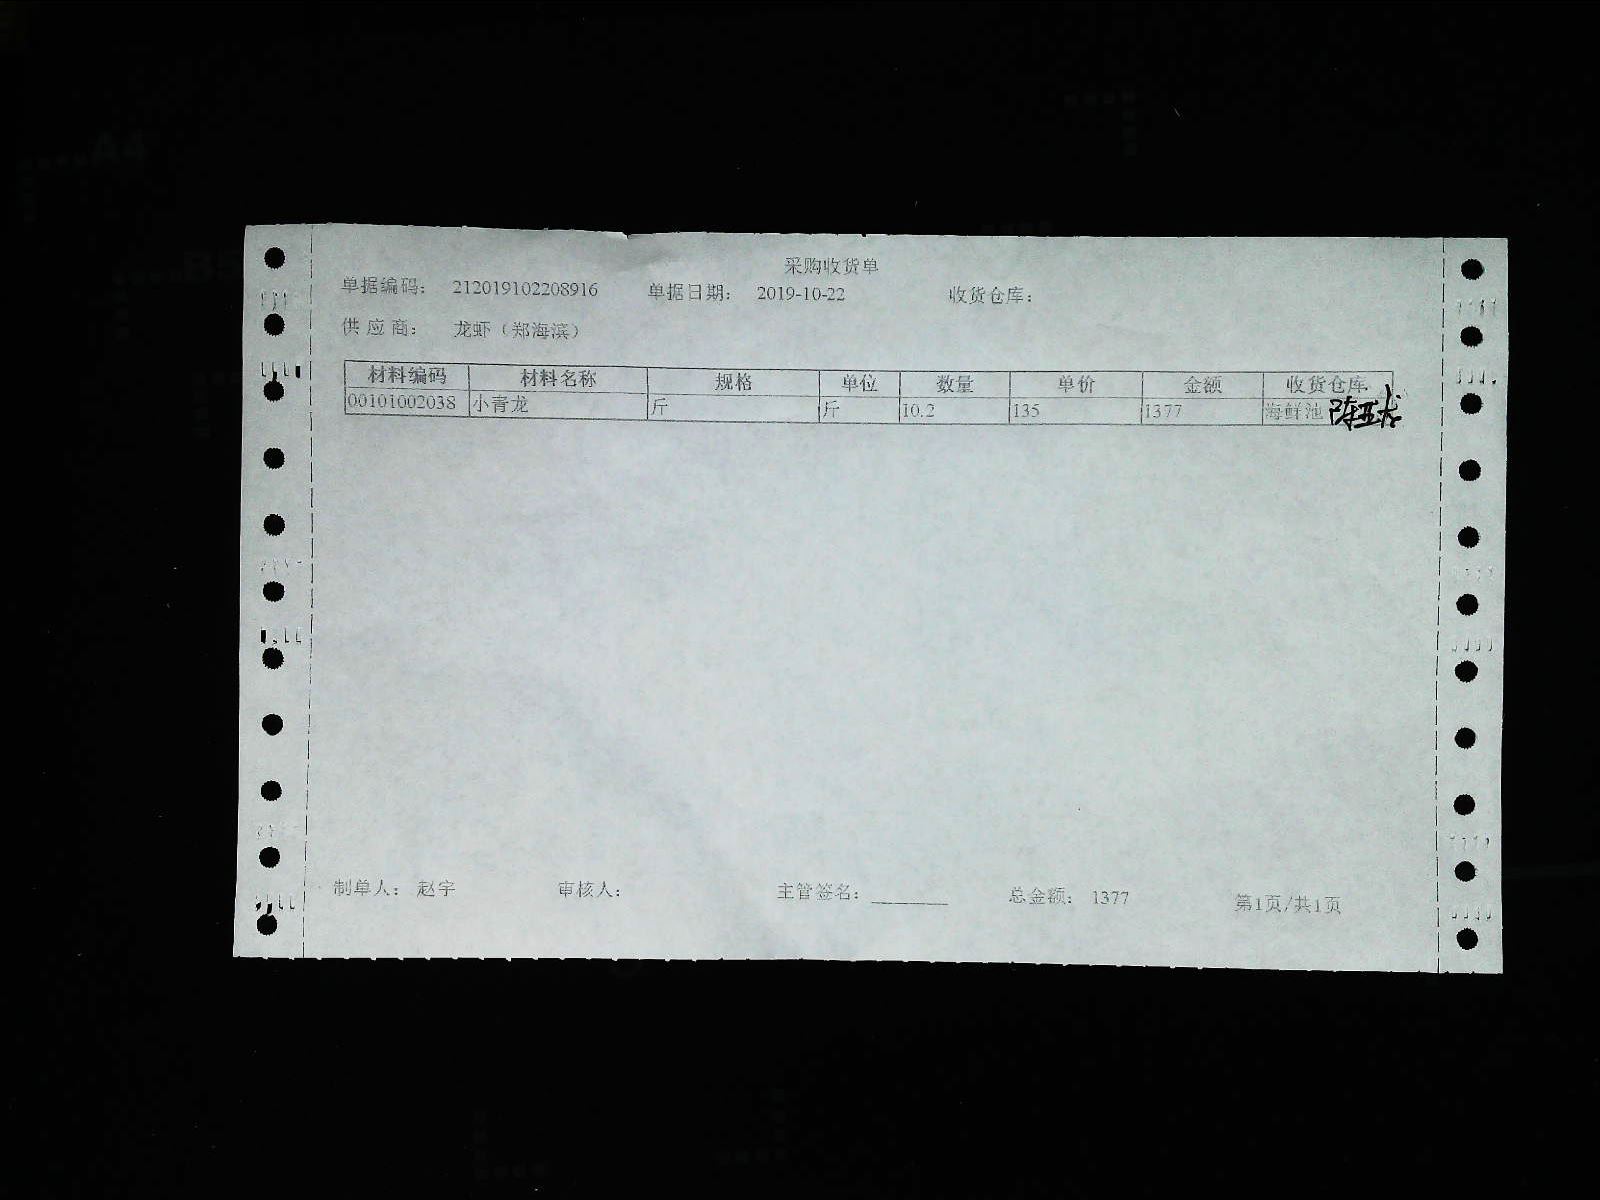 采购收货单
单据编码： 212019102208916 单据日期： 2019-10-22 收货仓库：
供应商： 龙虾（郑海滨）
材料编码 材料名称 规格 单位 数量 单价 金额 收货仓库
00101002038 小青龙 斤 斤 10.2 135 1377 海鲜池
制单人： 赵宇 审核人： 主管签名： 总金额： 1377 第1页/共1页